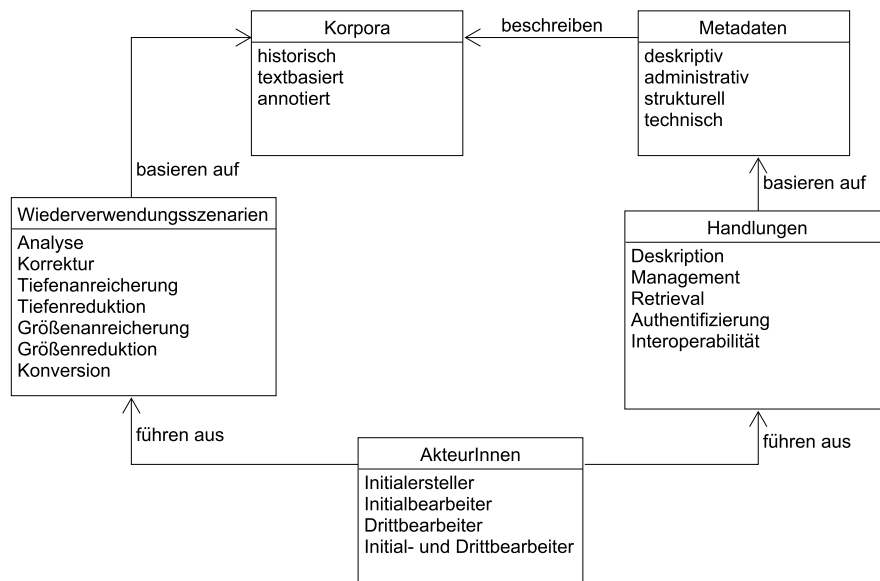 Korpora
historisch
textbasiert
annotiert
beschreiben
Metadaten
deskriptiv
administrativ
strukturell
technisch
basieren auf
basieren auf
Wiederverwendungsszenarien
Analyse
Korrektur
Tiefenanreicherung
Tiefenreduktion
Größenanreicherung
Größenreduktion
Konversion
Handlungen
Deskription
Management
Retrieval
Authentifizierung
Interoperabilität
führen aus
führen aus
AkteurInnen
Initialersteller
Initialbearbeiter
Drittbearbeiter
Initial- und Drittbearbeiter